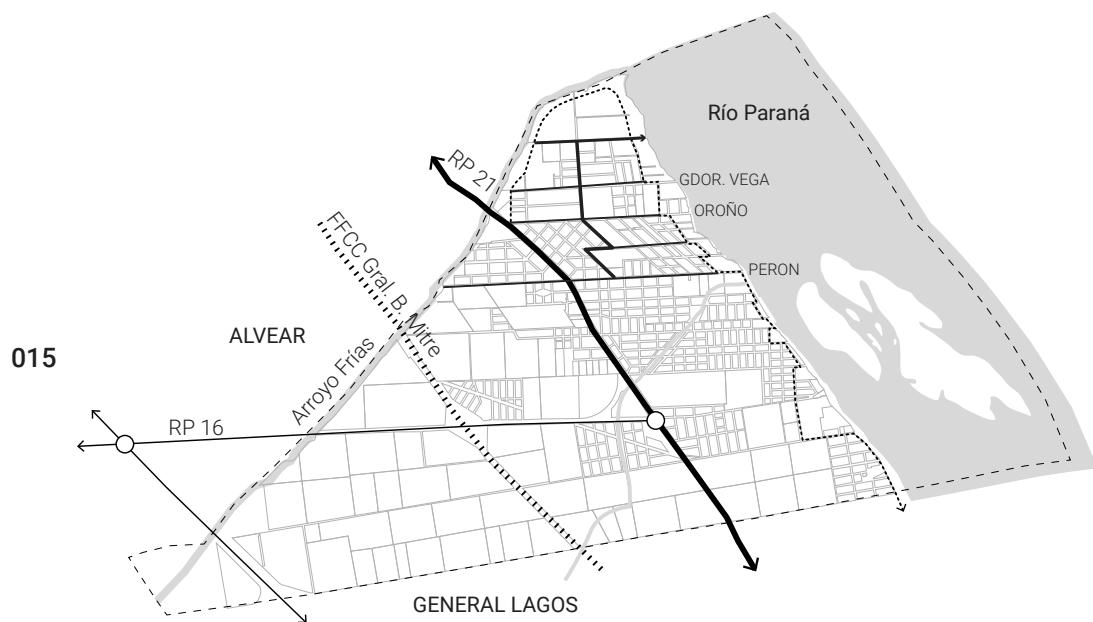 Río Paraná
RP 21
GDOR. VEGA
OROÑO
FFCC Gral. B. Mitre
PERON
ALVEAR
015
Arroyo Frías
RP 16
GENERAL LAGOS